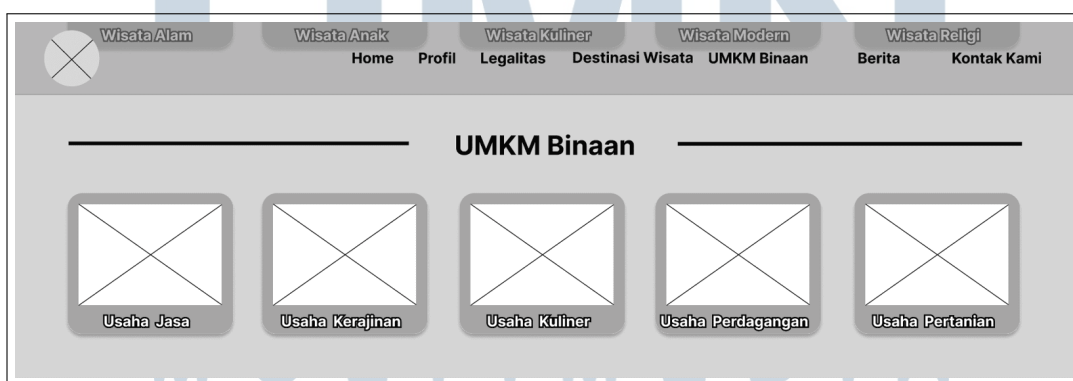 Wisata Alam Wisata Anak Wisata Kuliner Wisata Modern Wisata Religi
Home Profil Legalitas Destinasi Wisata UMKM Binaan Berita Kontak Kami
UMKM Binaan
Usaha Jasa Usaha Kerajinan Usaha Kuliner Usaha Perdagangan Usaha Pertanian